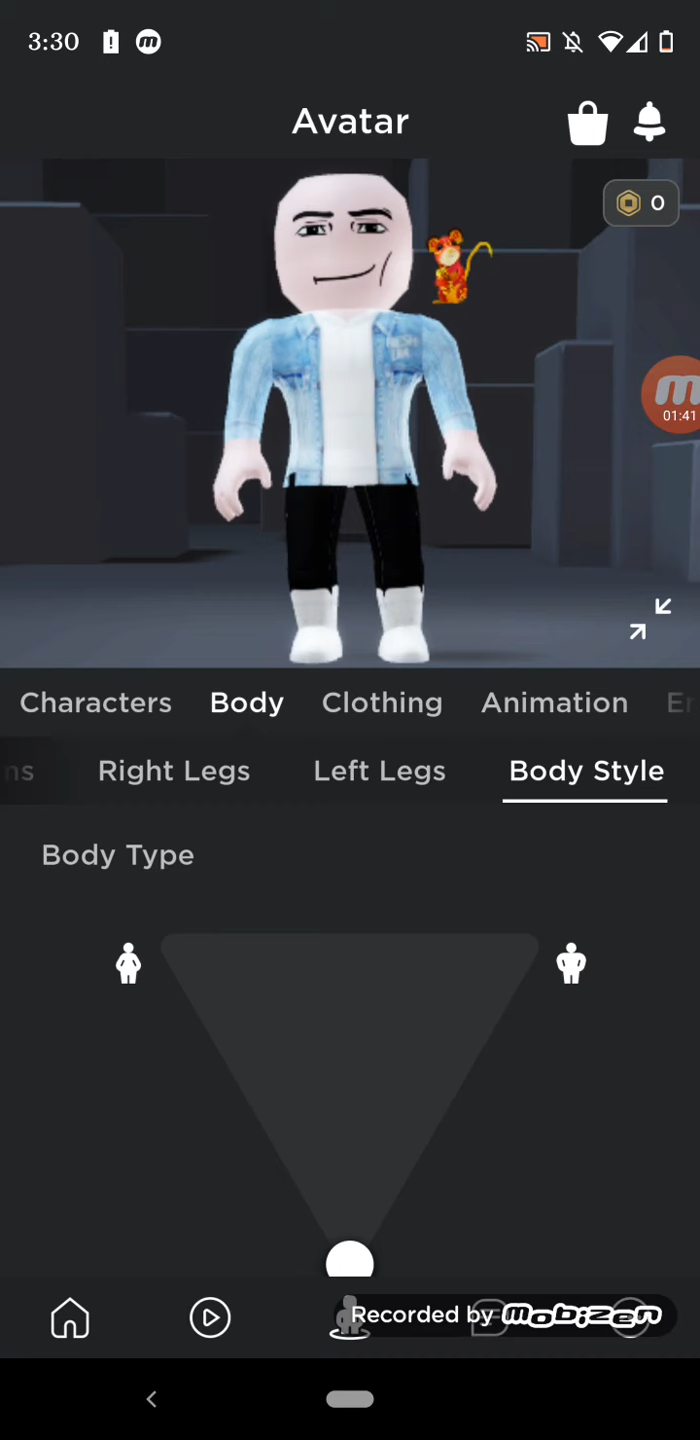 3:30
Avatar
0
01:41
Characters Body Clothing Animation
Right Legs Left Legs Body Style
Body Type
Recorded by mobizen